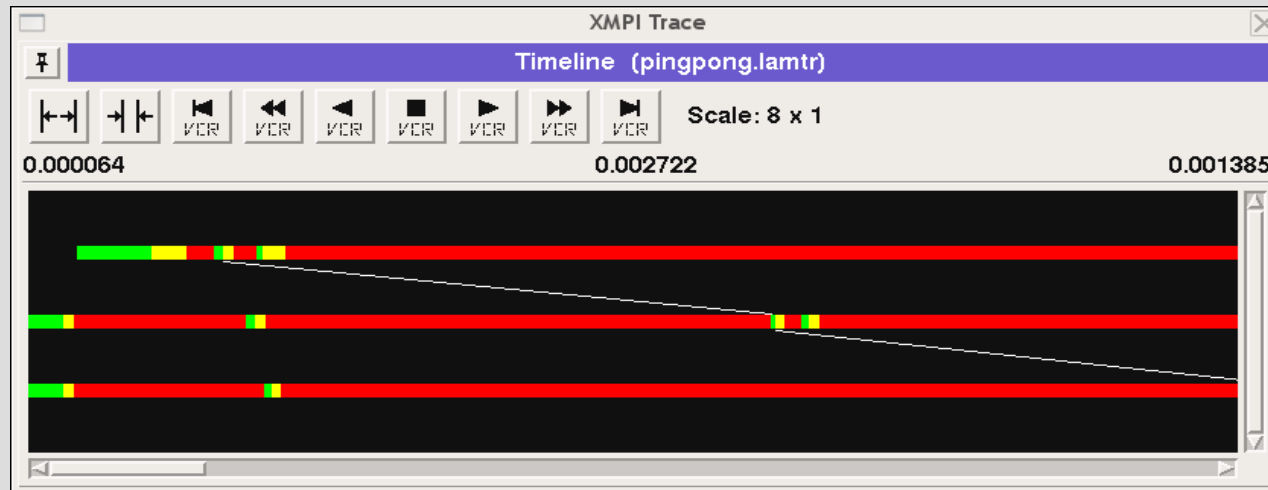 XMPI Trace
Timeline (pingpong.lamtr)
VCR VCR VCR VCR VCR VCR VCR Scale: 8 x 1
0.000064 0.002722 0.001385